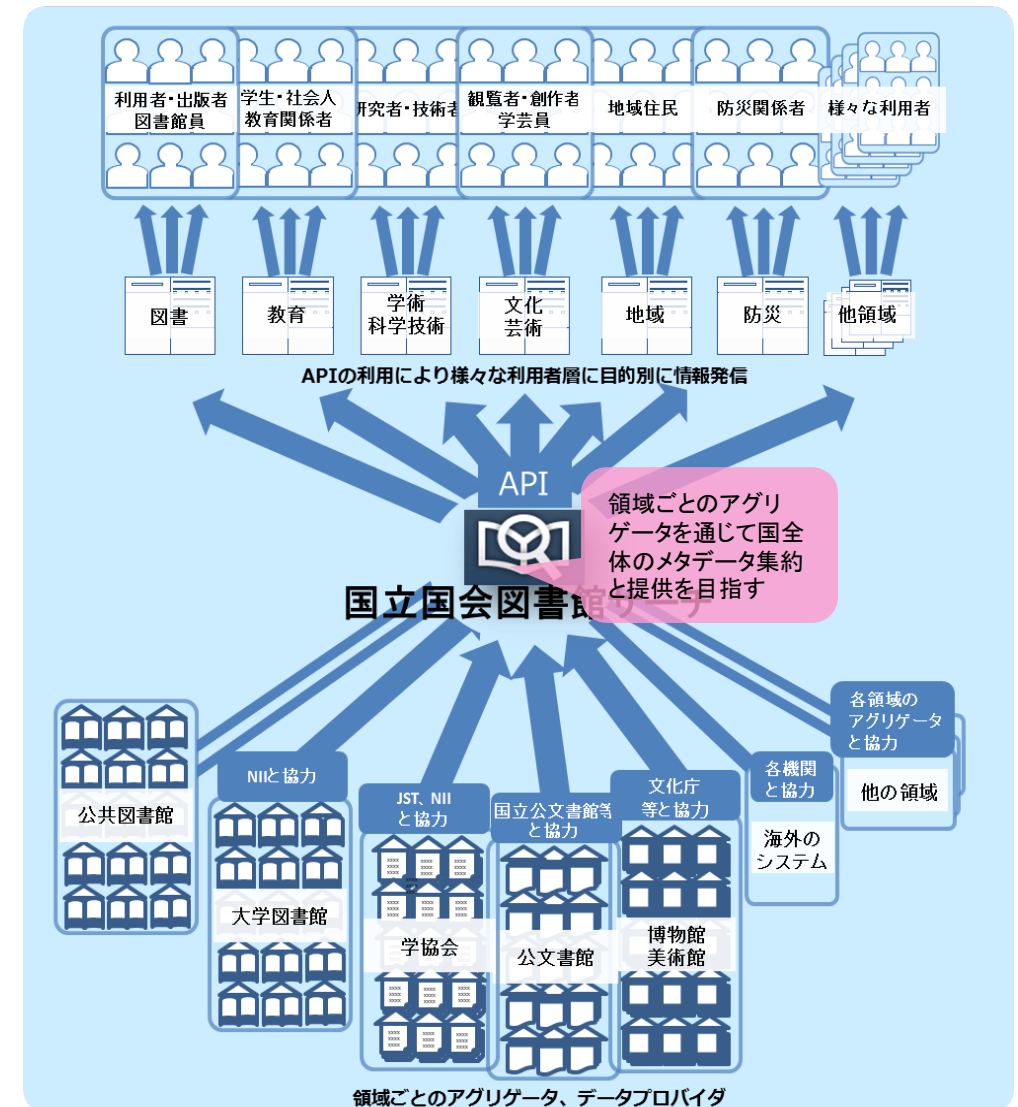 利用者・出版者
図書館員
学生・社会人
教育関係者
研究者・技術者
観覧者・創作者
学芸員
地域住民
防災関係者
様々な利用者
図書
教育
学術
科学技術
文化
芸術
地域
防災
他領域
APIの利用により様々な利用者層に目的別に情報発信
API
領域ごとのアグリ
ゲータを通じて国全
体のメタデータ集約
と提供を目指す
国立国会図書館サーチ
各領域の
アグリゲータ
と協力
他の領域
NIIと協力
各機関
と協力
文化庁
等と協力
JST、NII
と協力
国立公文書館等
と協力
公共図書館
海外の
システム
大学図書館
学協会
公文書館
博物館
美術館
領域ごとのアグリゲータ、データプロバイダ